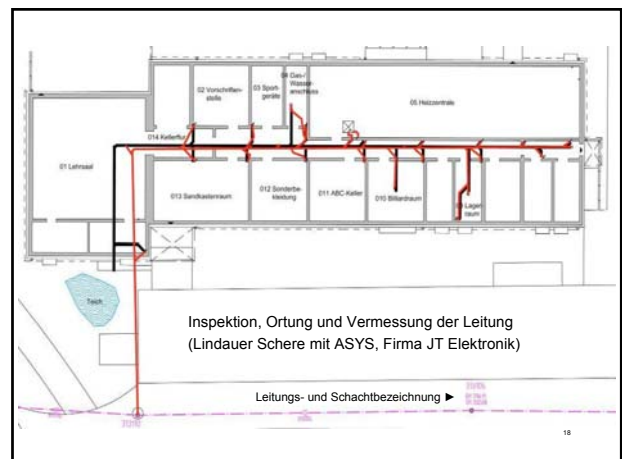 02 Vorschriften-
stelle
03 Sport-
geräte
04 Gas-/
Wasser-
anschluss
05 Heizzentrale
014 Kellerflur
01 Lehrsaal
013 Sandkastenraum
012 Sonderbe-
kleidung
011 ABC-Keller
010 Billiardraum
09 Lager-
raum
Teich
Inspektion, Ortung und Vermessung der Leitung
(Lindauer Schere mit ASYS, Firma JT Elektronik)
Leitungs- und Schachtbezeichnung ►
18